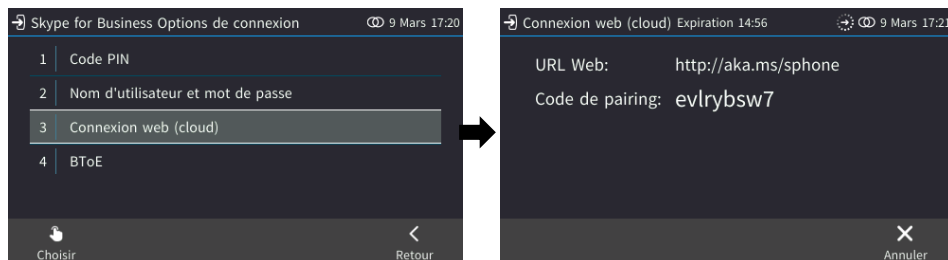 Skype for Business Options de connexion 9 Mars 17:20
1 Code PIN
2 Nom d'utilisateur et mot de passe
3 Connexion web (cloud)
4 BToE
Choisir Retour
Connexion web (cloud) Expiration 14:56 9 Mars 17:21
URL Web: http://aka.ms/sphone
Code de pairing: evlrybsw7
Annuler